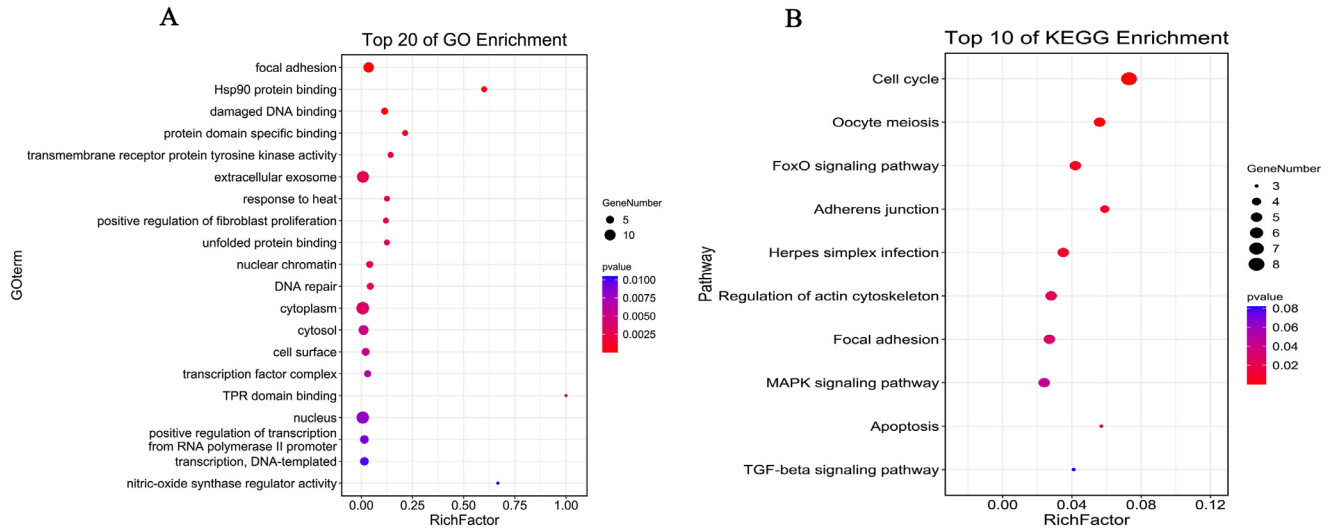 A
Top 20 of GO Enrichment
GOterm
focal adhesion
Hsp90 protein binding
damaged DNA binding
protein domain specific binding
transmembrane receptor protein tyrosine kinase activity
extracellular exosome
response to heat
positive regulation of fibroblast proliferation
unfolded protein binding
nuclear chromatin
DNA repair
cytoplasm
cytosol
cell surface
transcription factor complex
TPR domain binding
nucleus
positive regulation of transcription
from RNA polymerase II promoter
transcription, DNA-templated
nitric-oxide synthase regulator activity
0.00 0.25 0.50 0.75 1.00
RichFactor
GeneNumber
5
10
pvalue
0.0100
0.0075
0.0050
0.0025
B
Top 10 of KEGG Enrichment
Pathway
Cell cycle
Oocyte meiosis
FoxO signaling pathway
Adherens junction
Herpes simplex infection
Regulation of actin cytoskeleton
Focal adhesion
MAPK signaling pathway
Apoptosis
TGF-beta signaling pathway
0.00 0.04 0.08 0.12
RichFactor
GeneNumber
3
4
5
6
7
8
pvalue
0.08
0.06
0.04
0.02